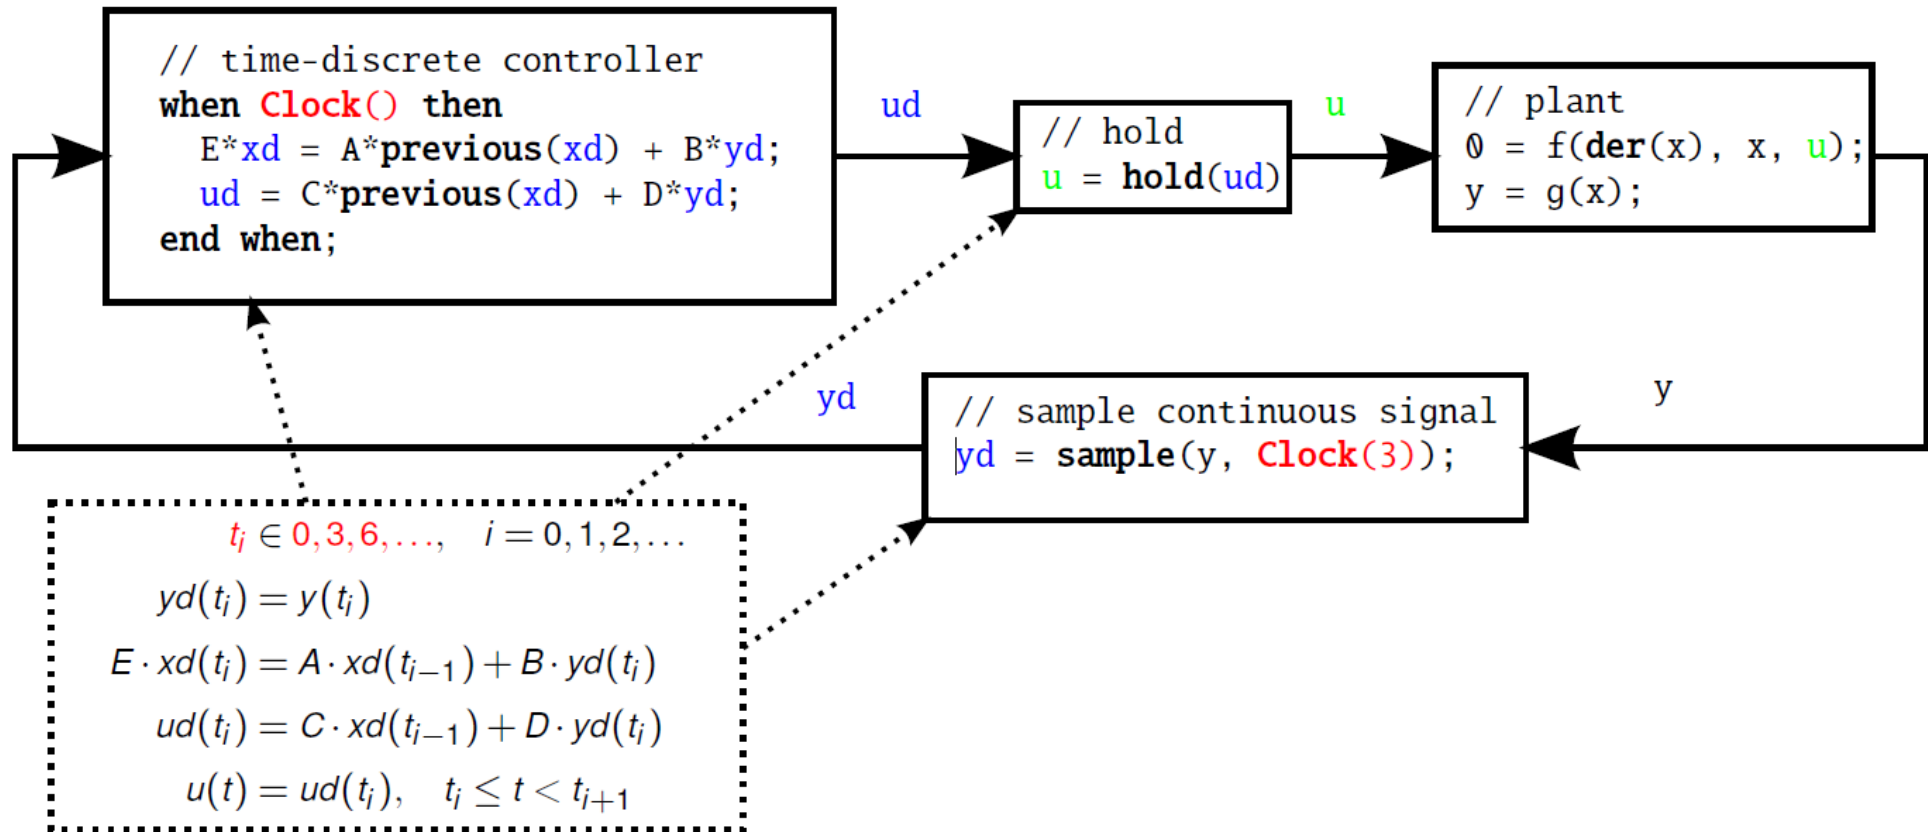 // time-discrete controller
when Clock() then
E*xd = A*previous(xd) + B*yd;
ud = C*previous(xd) + D*yd;
end when;
ud
// hold
u = hold(ud)
u
// plant
0 = f(der(x), x, u);
y = g(x);
yd
// sample continuous signal
yd = sample(y, Clock(3));
y
t_i ∈ 0, 3, 6, …, i = 0, 1, 2, …
yd(t_i) = y(t_i)
E · xd(t_i) = A · xd(t_{i−1}) + B · yd(t_i)
ud(t_i) = C · xd(t_{i−1}) + D · yd(t_i)
u(t) = ud(t_i), t_i ≤ t < t_{i+1}